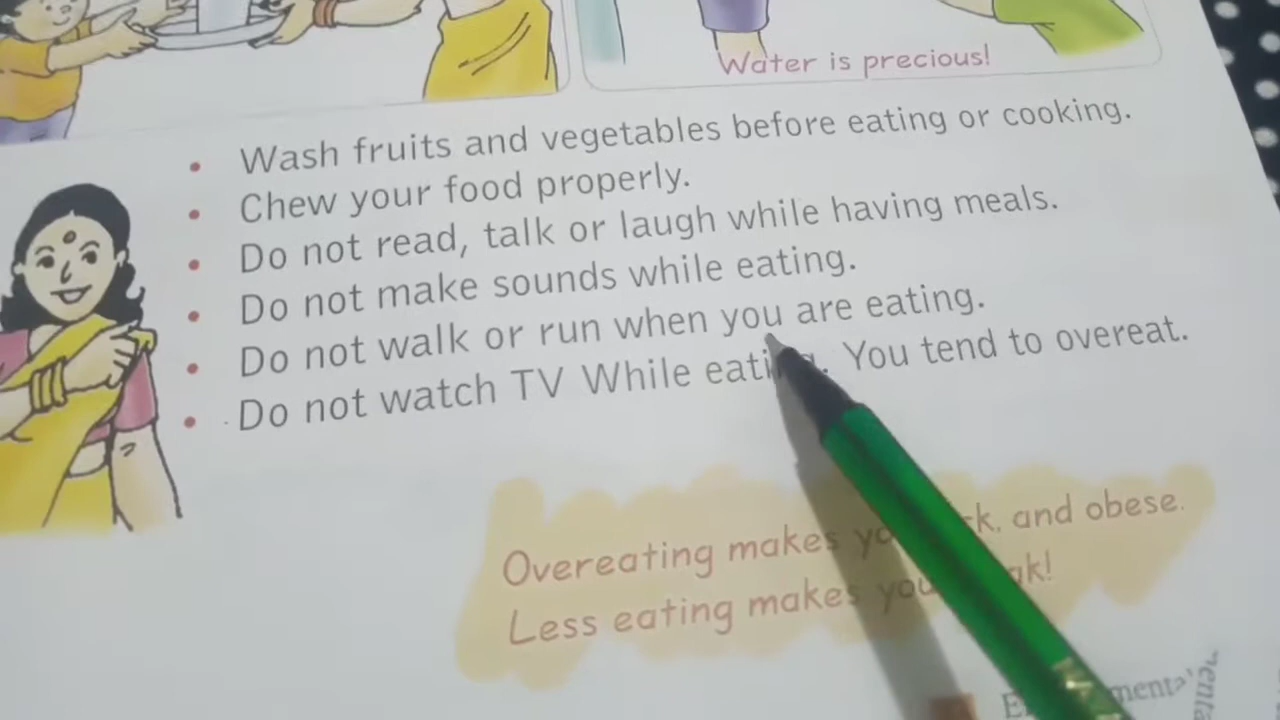 Water is precious!
• Wash fruits and vegetables before eating or cooking.
• Chew your food properly.
• Do not read, talk or laugh while having meals.
• Do not make sounds while eating.
• Do not walk or run when you are eating.
• Do not watch TV While eating. You tend to overeat.
Overeating makes and obese.
Less eating makes you